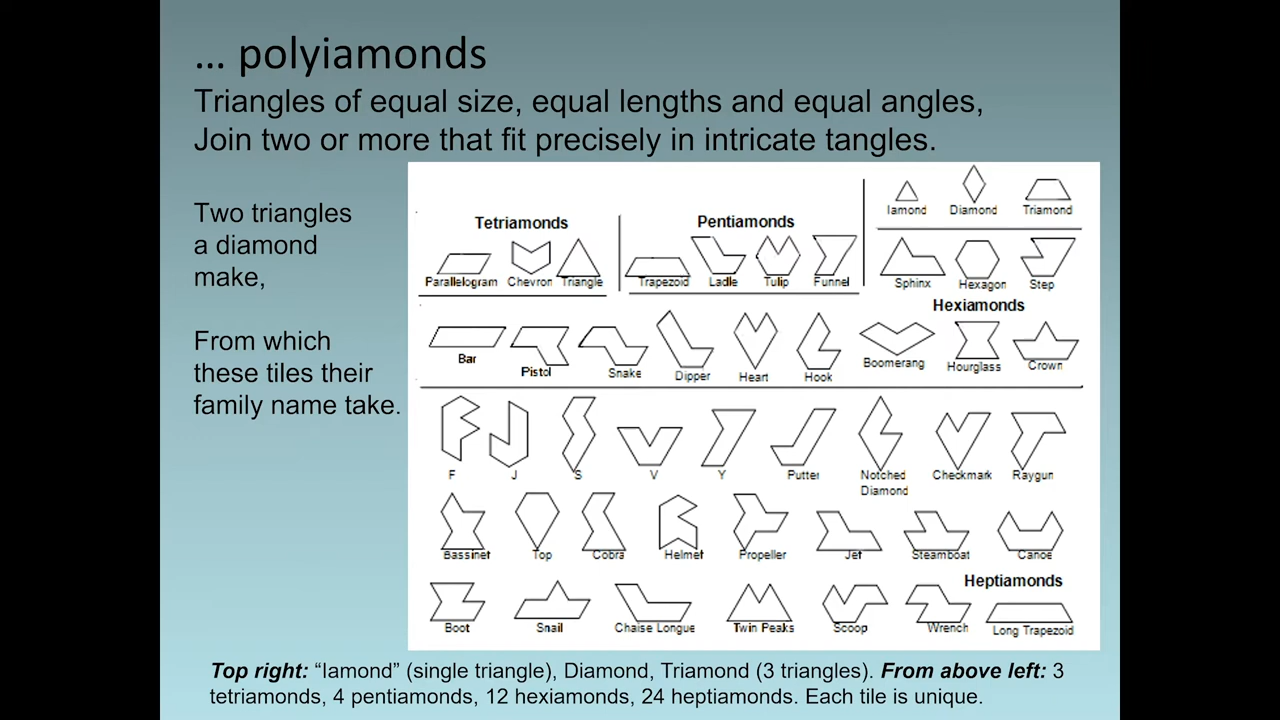 ... polyiamonds
Triangles of equal size, equal lengths and equal angles,
Join two or more that fit precisely in intricate tangles.
Two triangles
a diamond
make,
From which
these tiles their
family name take.
Iamond Diamond Triamond
Tetriamonds Pentiamonds
Parallelogram Chevron Triangle Trapezoid Ladle Tulip Funnel Sphinx Hexagon Step
Hexiamonds
Bar Pistol Snake Dipper Heart Hook Boomerang Hourglass Crown
F J S V Y Putter Notched Diamond Checkmark Raygun
Bassinet Top Cobra Helmet Propeller Jet Steamboat Canoe
Heptiamonds
Boot Snail Chaise Longue Twin Peaks Scoop Wrench Long Trapezoid
Top right: “Iamond” (single triangle), Diamond, Triamond (3 triangles). From above left: 3
tetriamonds, 4 pentiamonds, 12 hexiamonds, 24 heptiamonds. Each tile is unique.